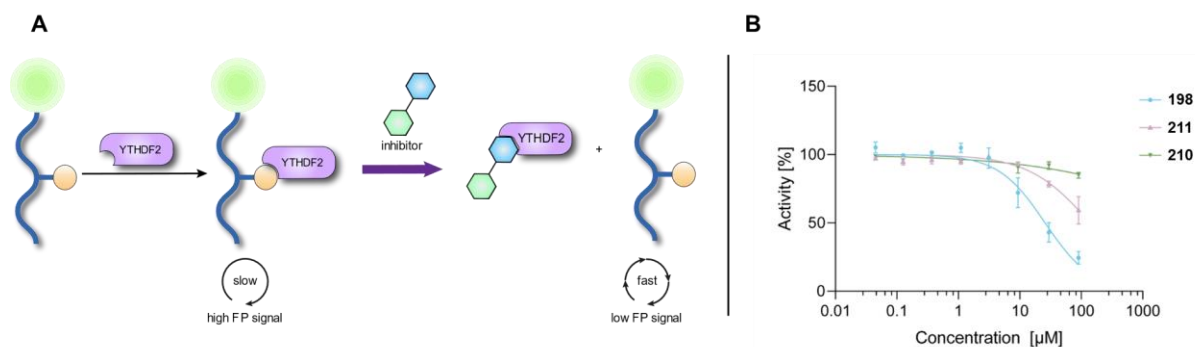 A
YTHDF2
YTHDF2
slow
high FP signal
inhibitor
YTHDF2
+
fast
low FP signal
B
150
100
50
0
Activity [%]
0.01
0.1
1
10
100
1000
Concentration [µM]
198
211
210